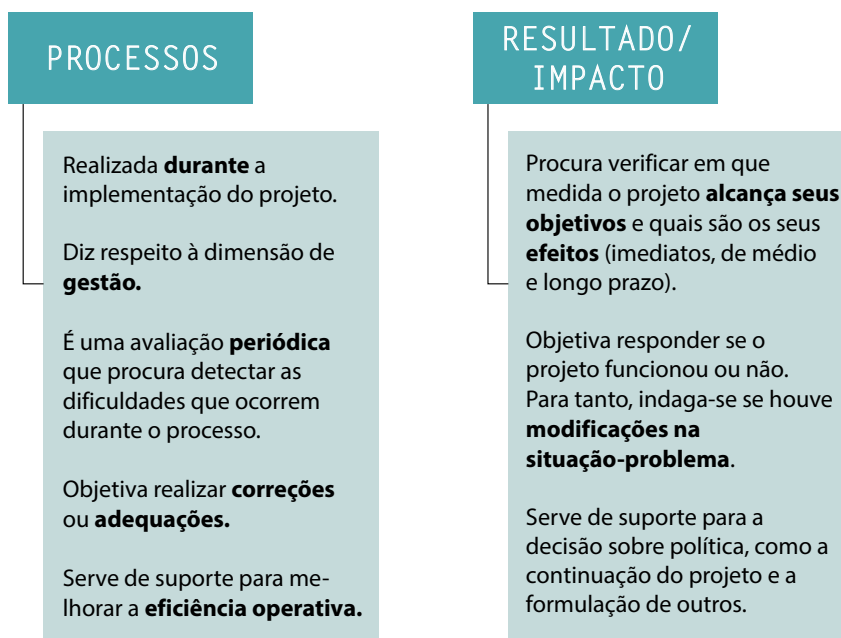 PROCESSOS
Realizada durante a
implementação do projeto.
Diz respeito à dimensão de
gestão.
É uma avaliação periódica
que procura detectar as
dificuldades que ocorrem
durante o processo.
Objetiva realizar correções
ou adequações.
Serve de suporte para me-
lhorar a eficiência operativa.
RESULTADO/
IMPACTO
Procura verificar em que
medida o projeto alcança seus
objetivos e quais são os seus
efeitos (imediatos, de médio
e longo prazo).
Objetiva responder se o
projeto funcionou ou não.
Para tanto, indaga-se se houve
modificações na
situação-problema.
Serve de suporte para a
decisão sobre política, como a
continuação do projeto e a
formulação de outros.